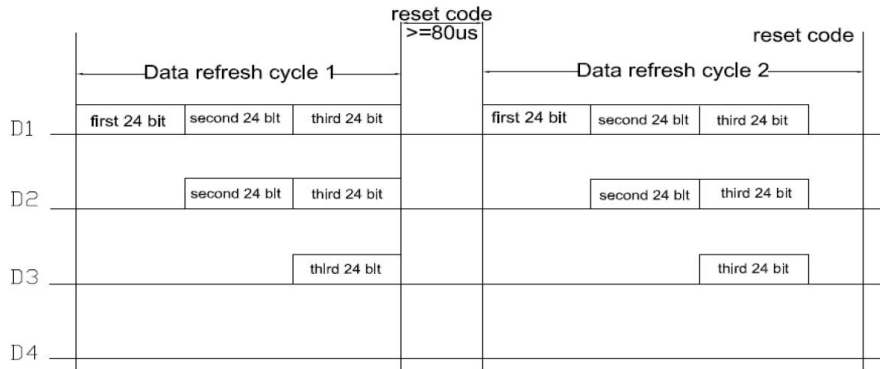 reset code
>=80us
reset code
Data refresh cycle 1
Data refresh cycle 2
D1 first 24 bit second 24 blt third 24 bit first 24 bit second 24 blt third 24 bit
D2 second 24 blt third 24 bit second 24 blt third 24 bit
D3 thlrd 24 blt third 24 bit
D4